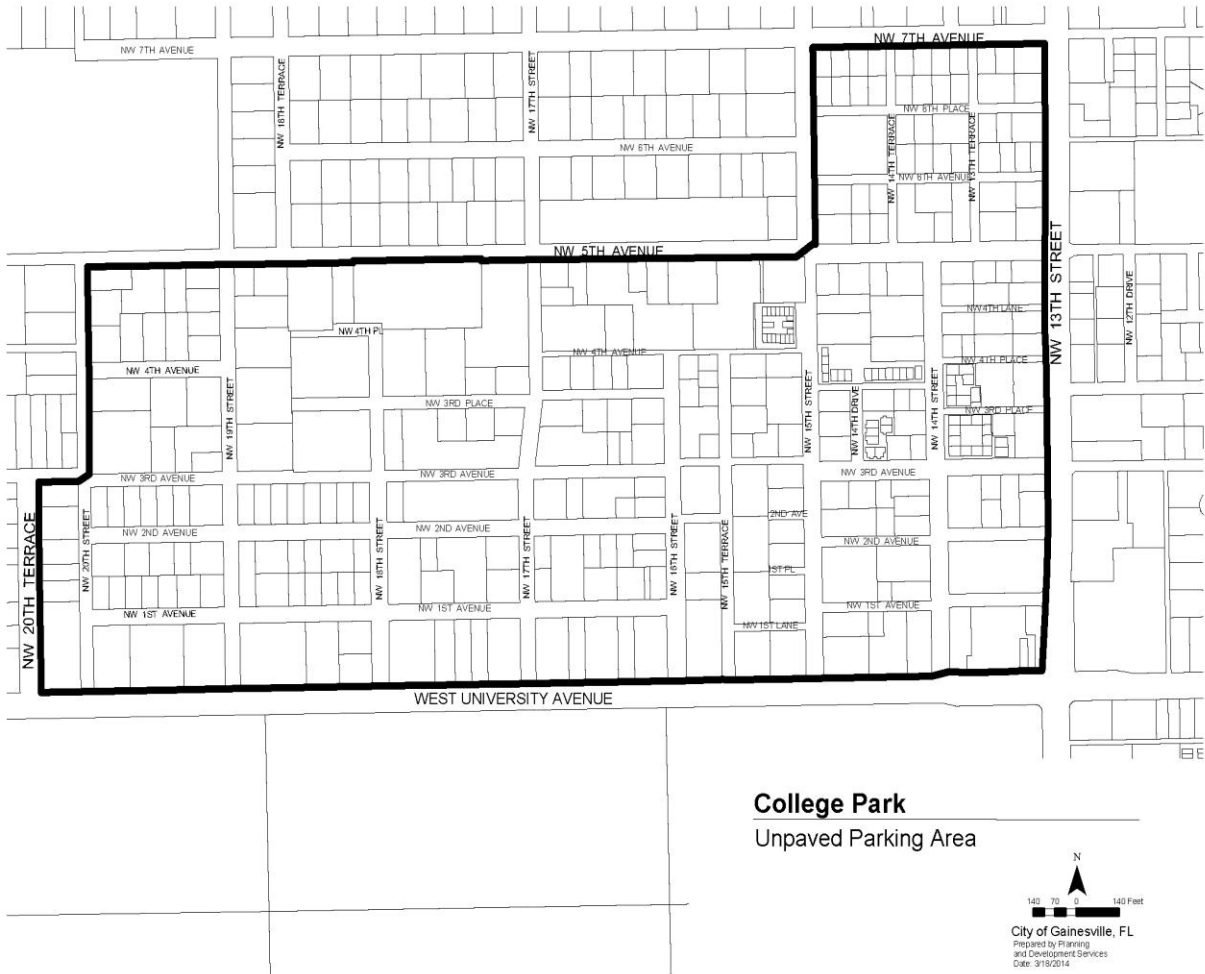 NW 7TH AVENUE
NW 7TH AVENUE
NW 18TH TERRACE
NW 17TH STREET
NW 6TH PLACE
NW 14TH TERRACE
NW 13TH TERRACE
NW 6TH AVENUE
NW 6TH AVENUE
NW 5TH AVENUE
NW 13TH STREET
NW 12TH DRIVE
NW 4TH LANE
NW 4TH PL
NW 4TH AVENUE
NW 4TH PLACE
NW 4TH AVENUE
NW 19TH STREET
NW 15TH STREET
NW 14TH DRIVE
NW 14TH STREET
NW 3RD PLACE
NW 3RD PLACE
NW 3RD AVENUE
NW 3RD AVENUE
NW 3RD AVENUE
NW 20TH TERRACE
NW 20TH STREET
NW 18TH STREET
NW 17TH STREET
NW 16TH STREET
NW 15TH TERRACE
2ND AVE
NW 2ND AVENUE
NW 2ND AVENUE
NW 2ND AVENUE
1ST PL
NW 1ST AVENUE
NW 1ST AVENUE
NW 1ST AVENUE
NW 1ST LANE
WEST UNIVERSITY AVENUE
College Park
Unpaved Parking Area
N
140 70 0 140 Feet
City of Gainesville, FL
Prepared by Planning
and Development Services
Date: 3/18/2014